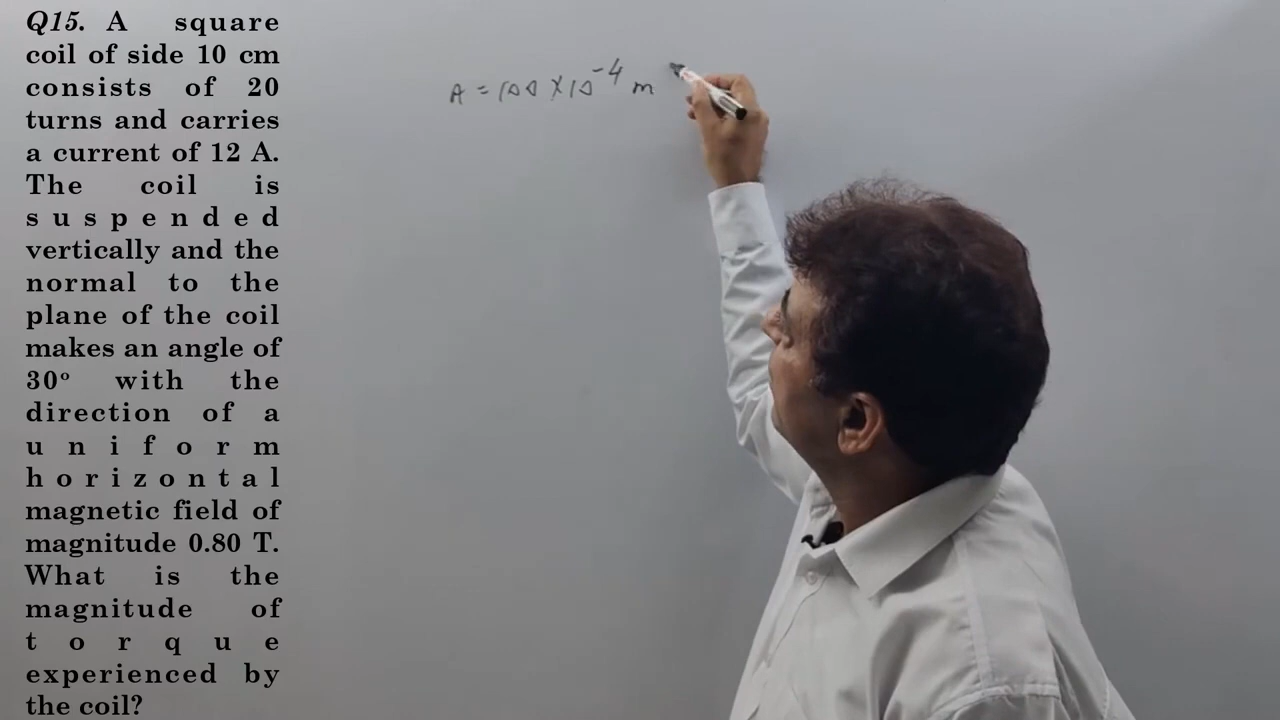 Q15. A square
coil of side 10 cm
consists of 20
turns and carries
a current of 12 A.
The coil is
suspended
vertically and the
normal to the
plane of the coil
makes an angle of
30º with the
direction of a
uniform
horizontal
magnetic field of
magnitude 0.80 T.
What is the
magnitude of
torque
experienced by
the coil?
A = 100 × 10⁻⁴ m